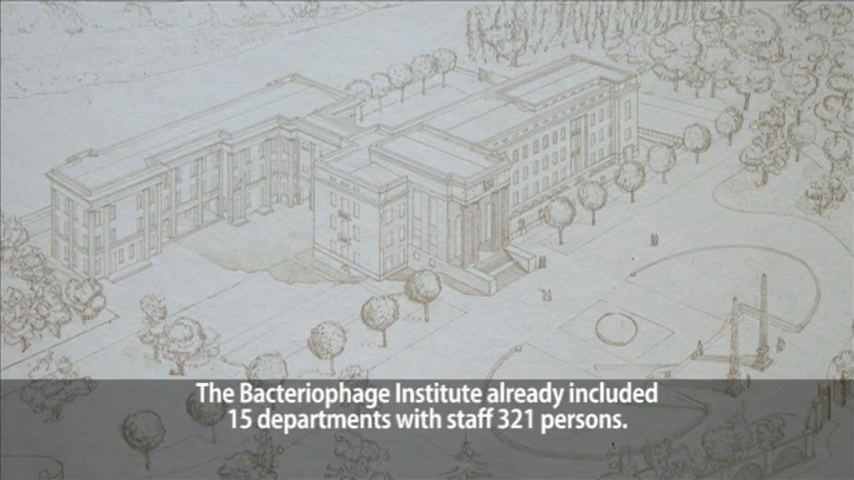 The Bacteriophage Institute already included
15 departments with staff 321 persons.